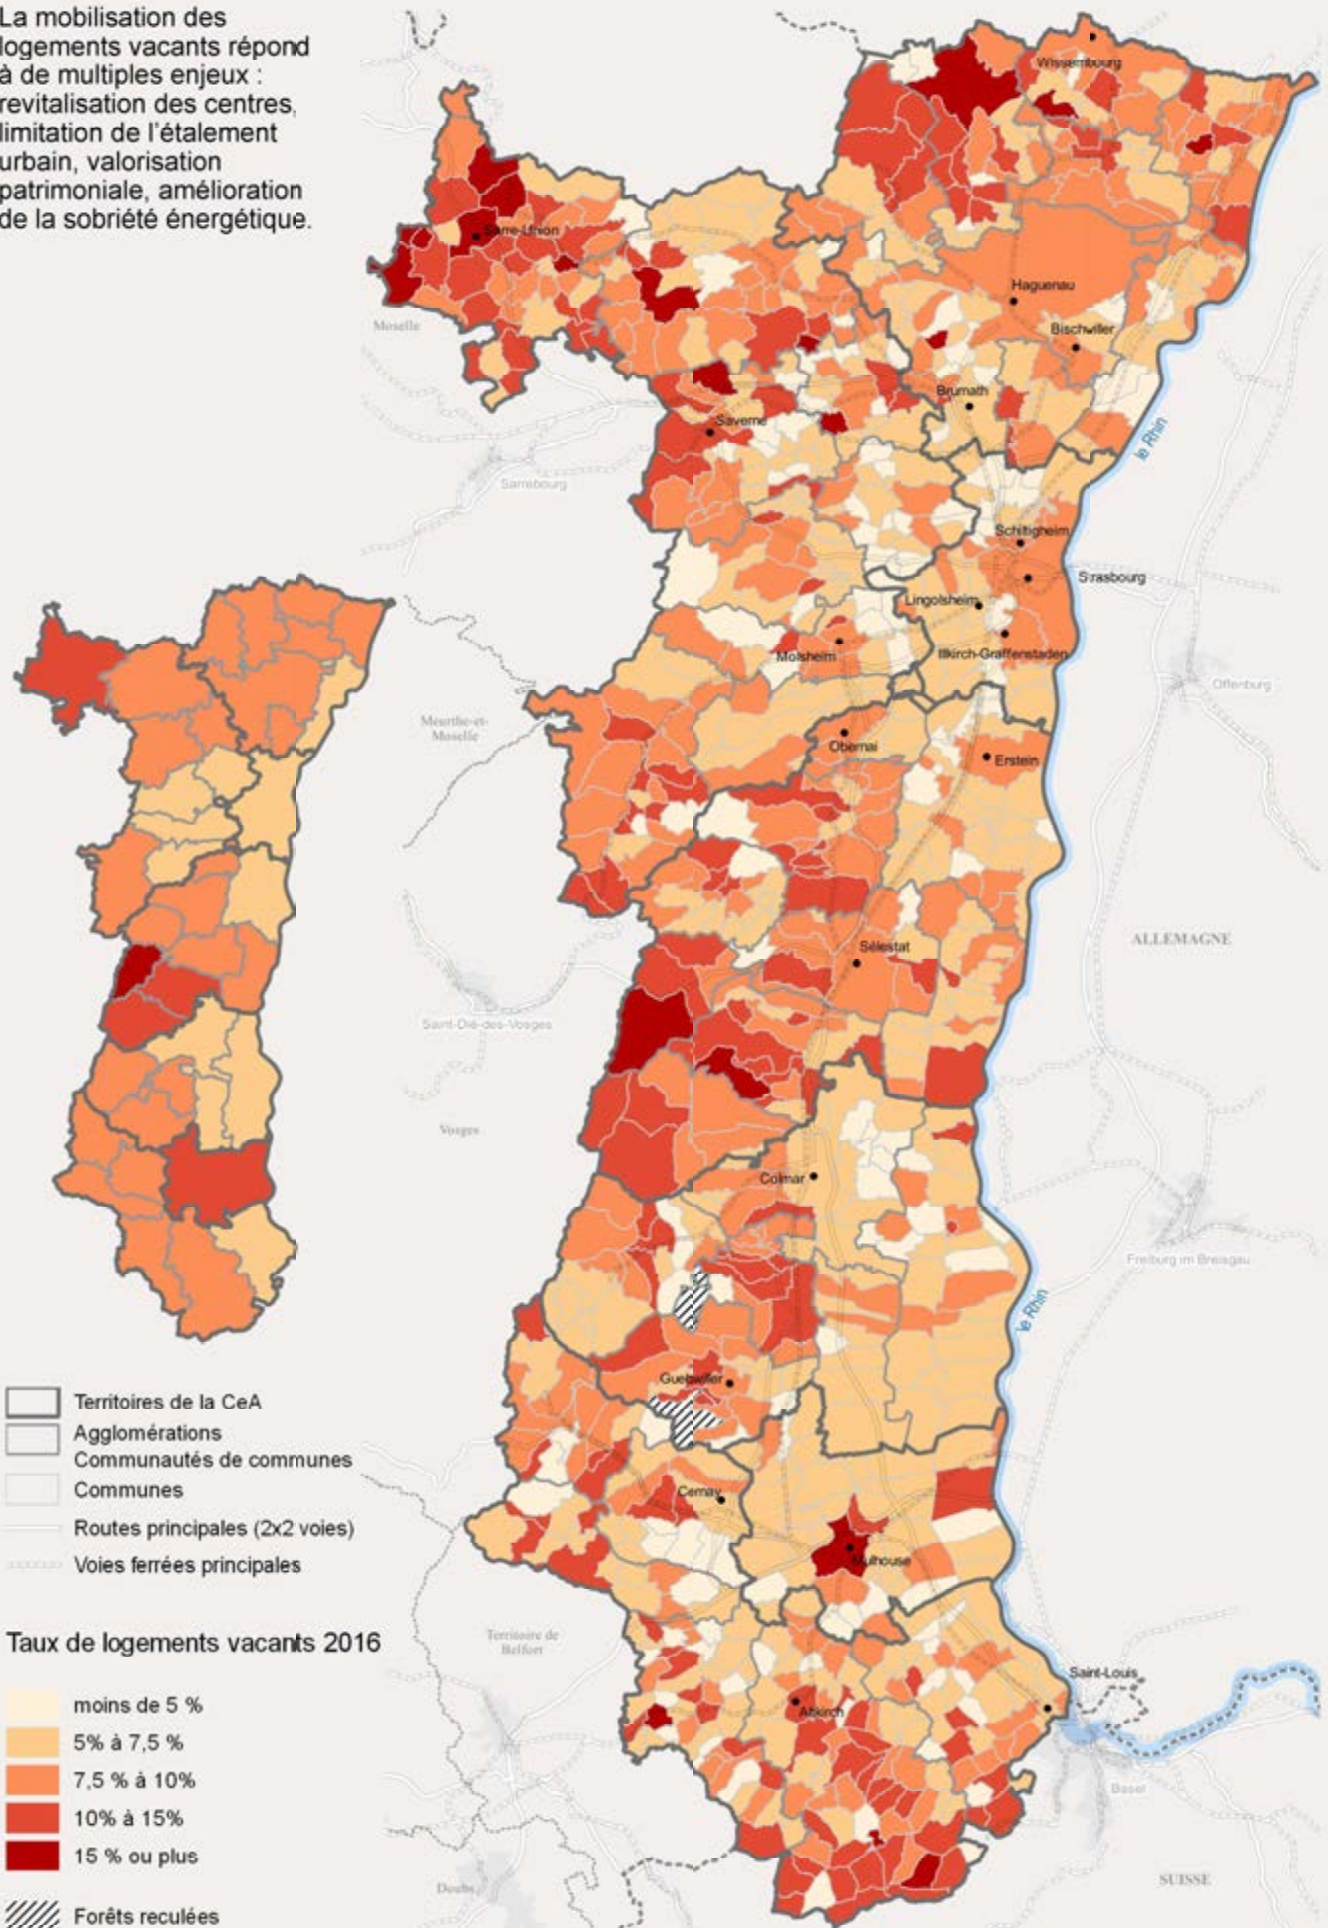 La mobilisation des
logements vacants répond
à de multiples enjeux :
revitalisation des centres,
limitation de l'étalement
urbain, valorisation
patrimoniale, amélioration
de la sobriété énergétique.
Wissembourg
Sarre-Union
Haguenau
Moselle
Bischwiller
Brumath
Saverne
le Rhin
Sarrebourg
Schiltigheim
Strasbourg
Lingolsheim
Molsheim
Illkirch-Graffenstaden
Offenburg
Meurthe-et-
Moselle
Obernai
Erstein
ALLEMAGNE
Sélestat
Saint-Dié-des-Vosges
Vosges
Colmar
Freiburg im Breisgau
le Rhin
Guebwiller
Cernay
Mulhouse
Territoire de
Belfort
Saint-Louis
Altkirch
Basel
Doubs
SUISSE
Territoires de la CeA
Agglomérations
Communautés de communes
Communes
Routes principales (2x2 voies)
Voies ferrées principales
Taux de logements vacants 2016
moins de 5 %
5% à 7,5 %
7,5 % à 10%
10% à 15%
15 % ou plus
Forêts reculées